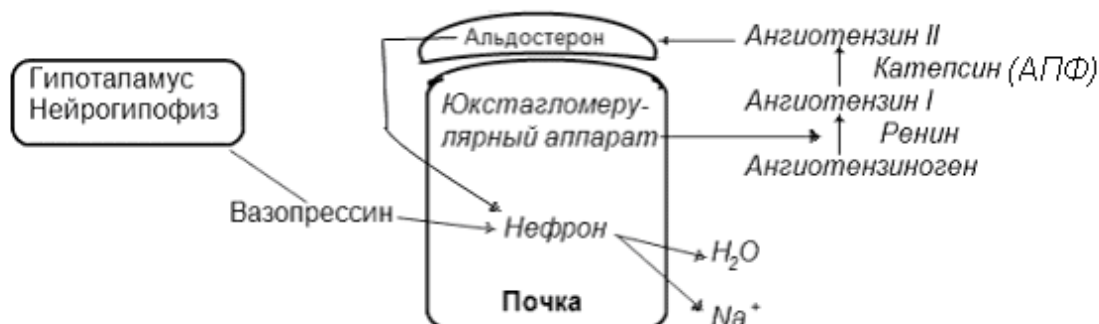 Гипоталамус
Нейрогипофиз
Вазопрессин
Альдостерон
Юкстагломеру-
лярный аппарат
Нефрон
Почка
H₂O
Na⁺
Ангиотензин II
Катепсин (АПФ)
Ангиотензин I
Ренин
Ангиотензиноген